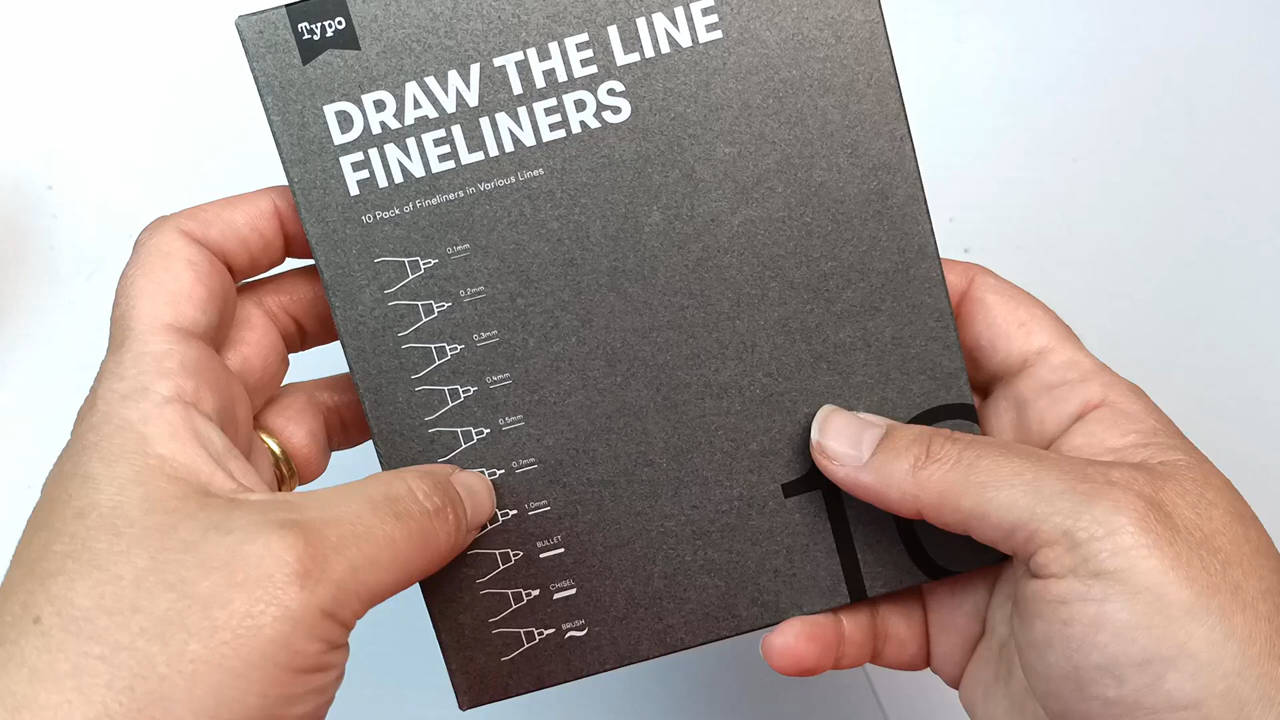 Typo
DRAW THE LINE
FINELINERS
10 Pack of Fineliners in Various Lines
0.1mm
0.2mm
0.3mm
0.4mm
0.5mm
0.7mm
1.0mm
BULLET
CHISEL
BRUSH
10